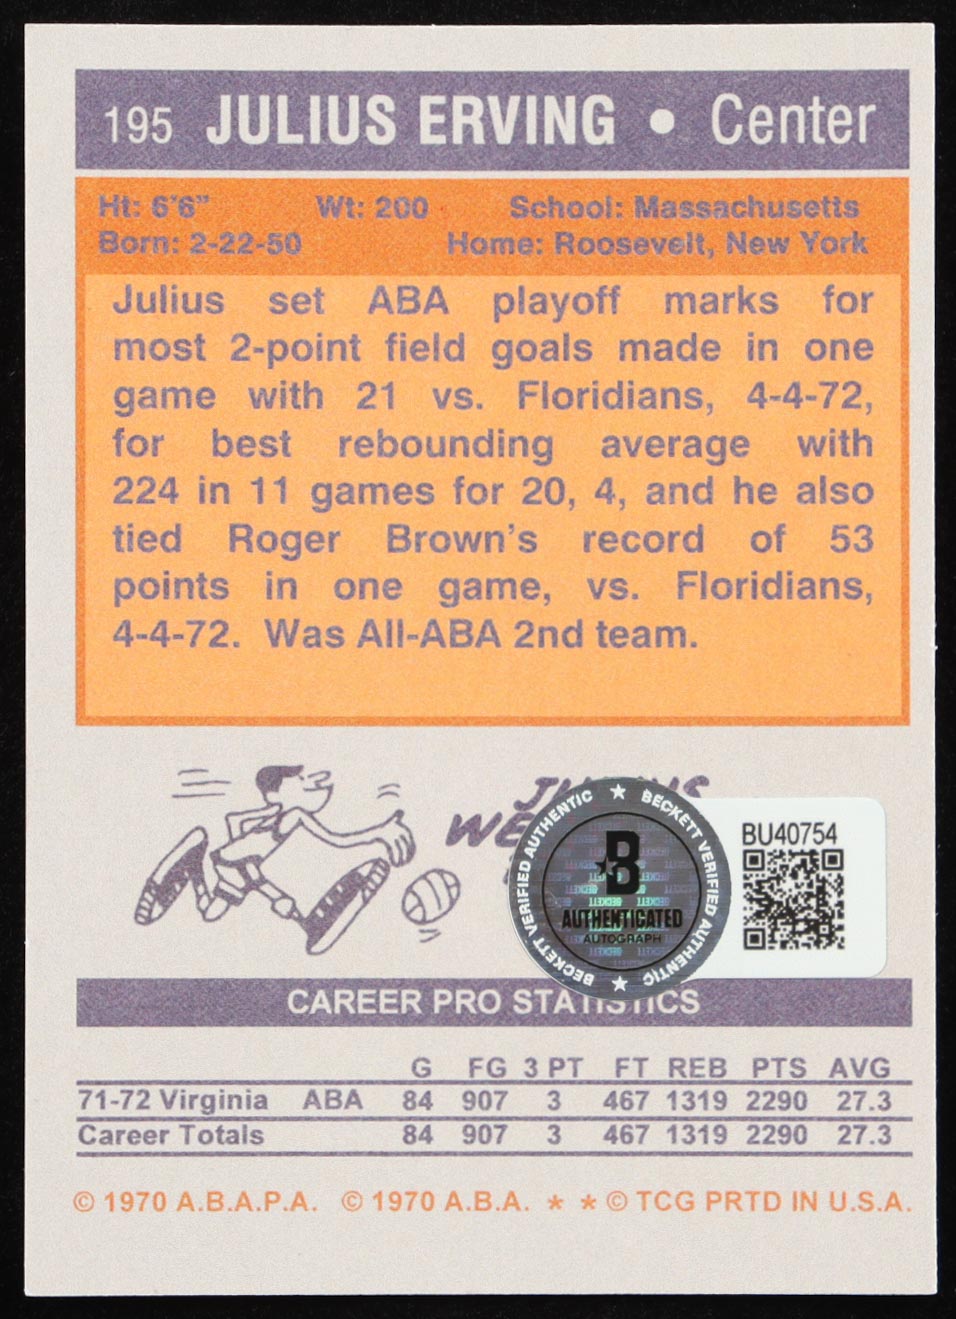 195 JULIUS ERVING • Center
Ht: 6'6" Wt: 200 School: Massachusetts
Born: 2-22-50 Home: Roosevelt, New York
Julius set ABA playoff marks for
most 2-point field goals made in one
game with 21 vs. Floridians, 4-4-72,
for best rebounding average with
224 in 11 games for 20, 4, and he also
tied Roger Brown's record of 53
points in one game, vs. Floridians,
4-4-72. Was All-ABA 2nd team.
BECKETT VERIFIED AUTHENTIC ★ BECKETT VERIFIED AUTHENTIC ★
B
AUTHENTICATED
AUTOGRAPH
BU40754
CAREER PRO STATISTICS
G FG 3 PT FT REB PTS AVG
71-72 Virginia ABA 84 907 3 467 1319 2290 27.3
Career Totals 84 907 3 467 1319 2290 27.3
© 1970 A.B.A.P.A. © 1970 A.B.A. * * © TCG PRTD IN U.S.A.